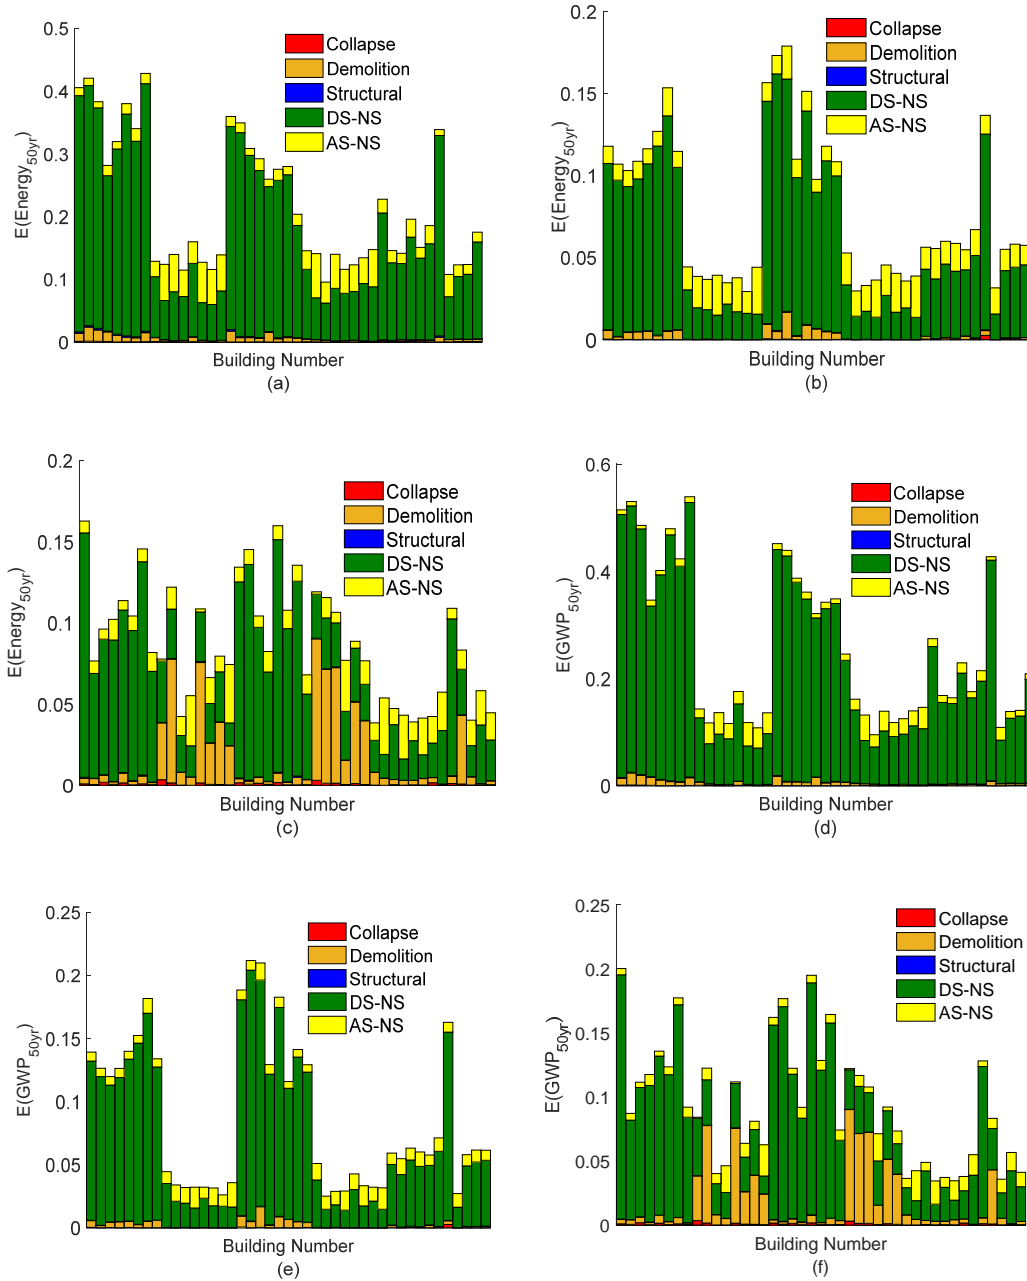 0.5
0.4
0.3
0.2
0.1
0
E(Energy50yr)
Collapse
Demolition
Structural
DS-NS
AS-NS
Building Number
(a)
0.2
0.15
0.1
0.05
0
E(Energy50yr)
Collapse
Demolition
Structural
DS-NS
AS-NS
Building Number
(b)
0.2
0.15
0.1
0.05
0
E(Energy50yr)
Collapse
Demolition
Structural
DS-NS
AS-NS
Building Number
(c)
0.6
0.4
0.2
0
E(GWP50yr)
Collapse
Demolition
Structural
DS-NS
AS-NS
Building Number
(d)
0.25
0.2
0.15
0.1
0.05
0
E(GWP50yr)
Collapse
Demolition
Structural
DS-NS
AS-NS
Building Number
(e)
0.25
0.2
0.15
0.1
0.05
0
E(GWP50yr)
Collapse
Demolition
Structural
DS-NS
AS-NS
Building Number
(f)